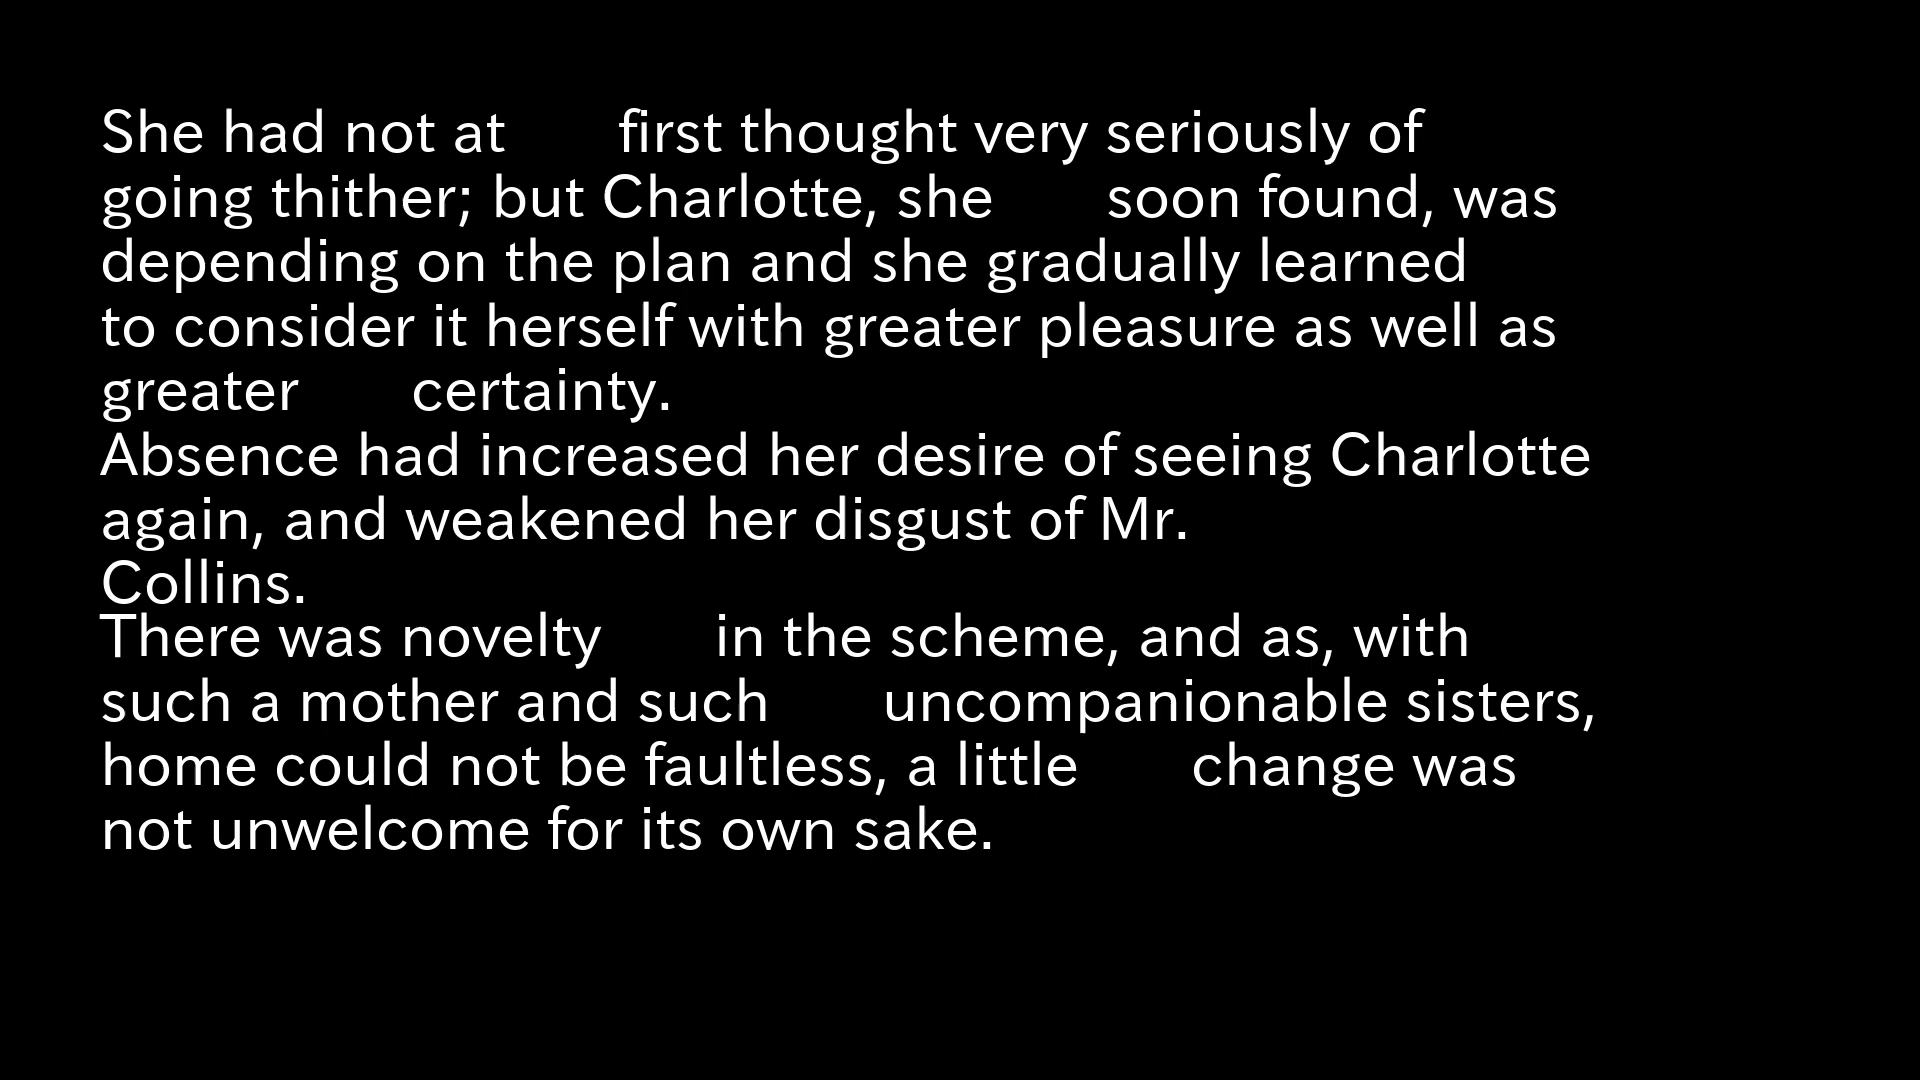 She had not at first thought very seriously of
going thither; but Charlotte, she soon found, was
depending on the plan and she gradually learned
to consider it herself with greater pleasure as well as
greater certainty.
Absence had increased her desire of seeing Charlotte
again, and weakened her disgust of Mr.
Collins.
There was novelty in the scheme, and as, with
such a mother and such uncompanionable sisters,
home could not be faultless, a little change was
not unwelcome for its own sake.